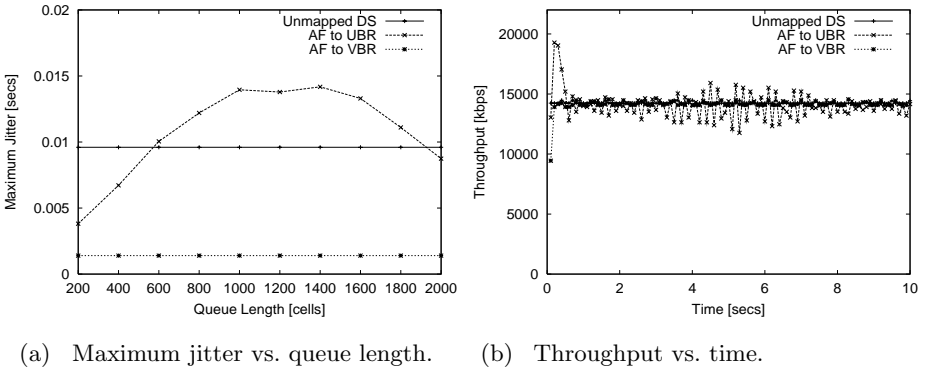 0.02
0.015
0.01
0.005
0
Maximum Jitter [secs]
Unmapped DS
AF to UBR
AF to VBR
200 400 600 800 1000 1200 1400 1600 1800 2000
Queue Length [cells]
20000
15000
10000
5000
0
Throughput [kbps]
Unmapped DS
AF to UBR
AF to VBR
0 2 4 6 8 10
Time [secs]
(a) Maximum jitter vs. queue length.
(b) Throughput vs. time.